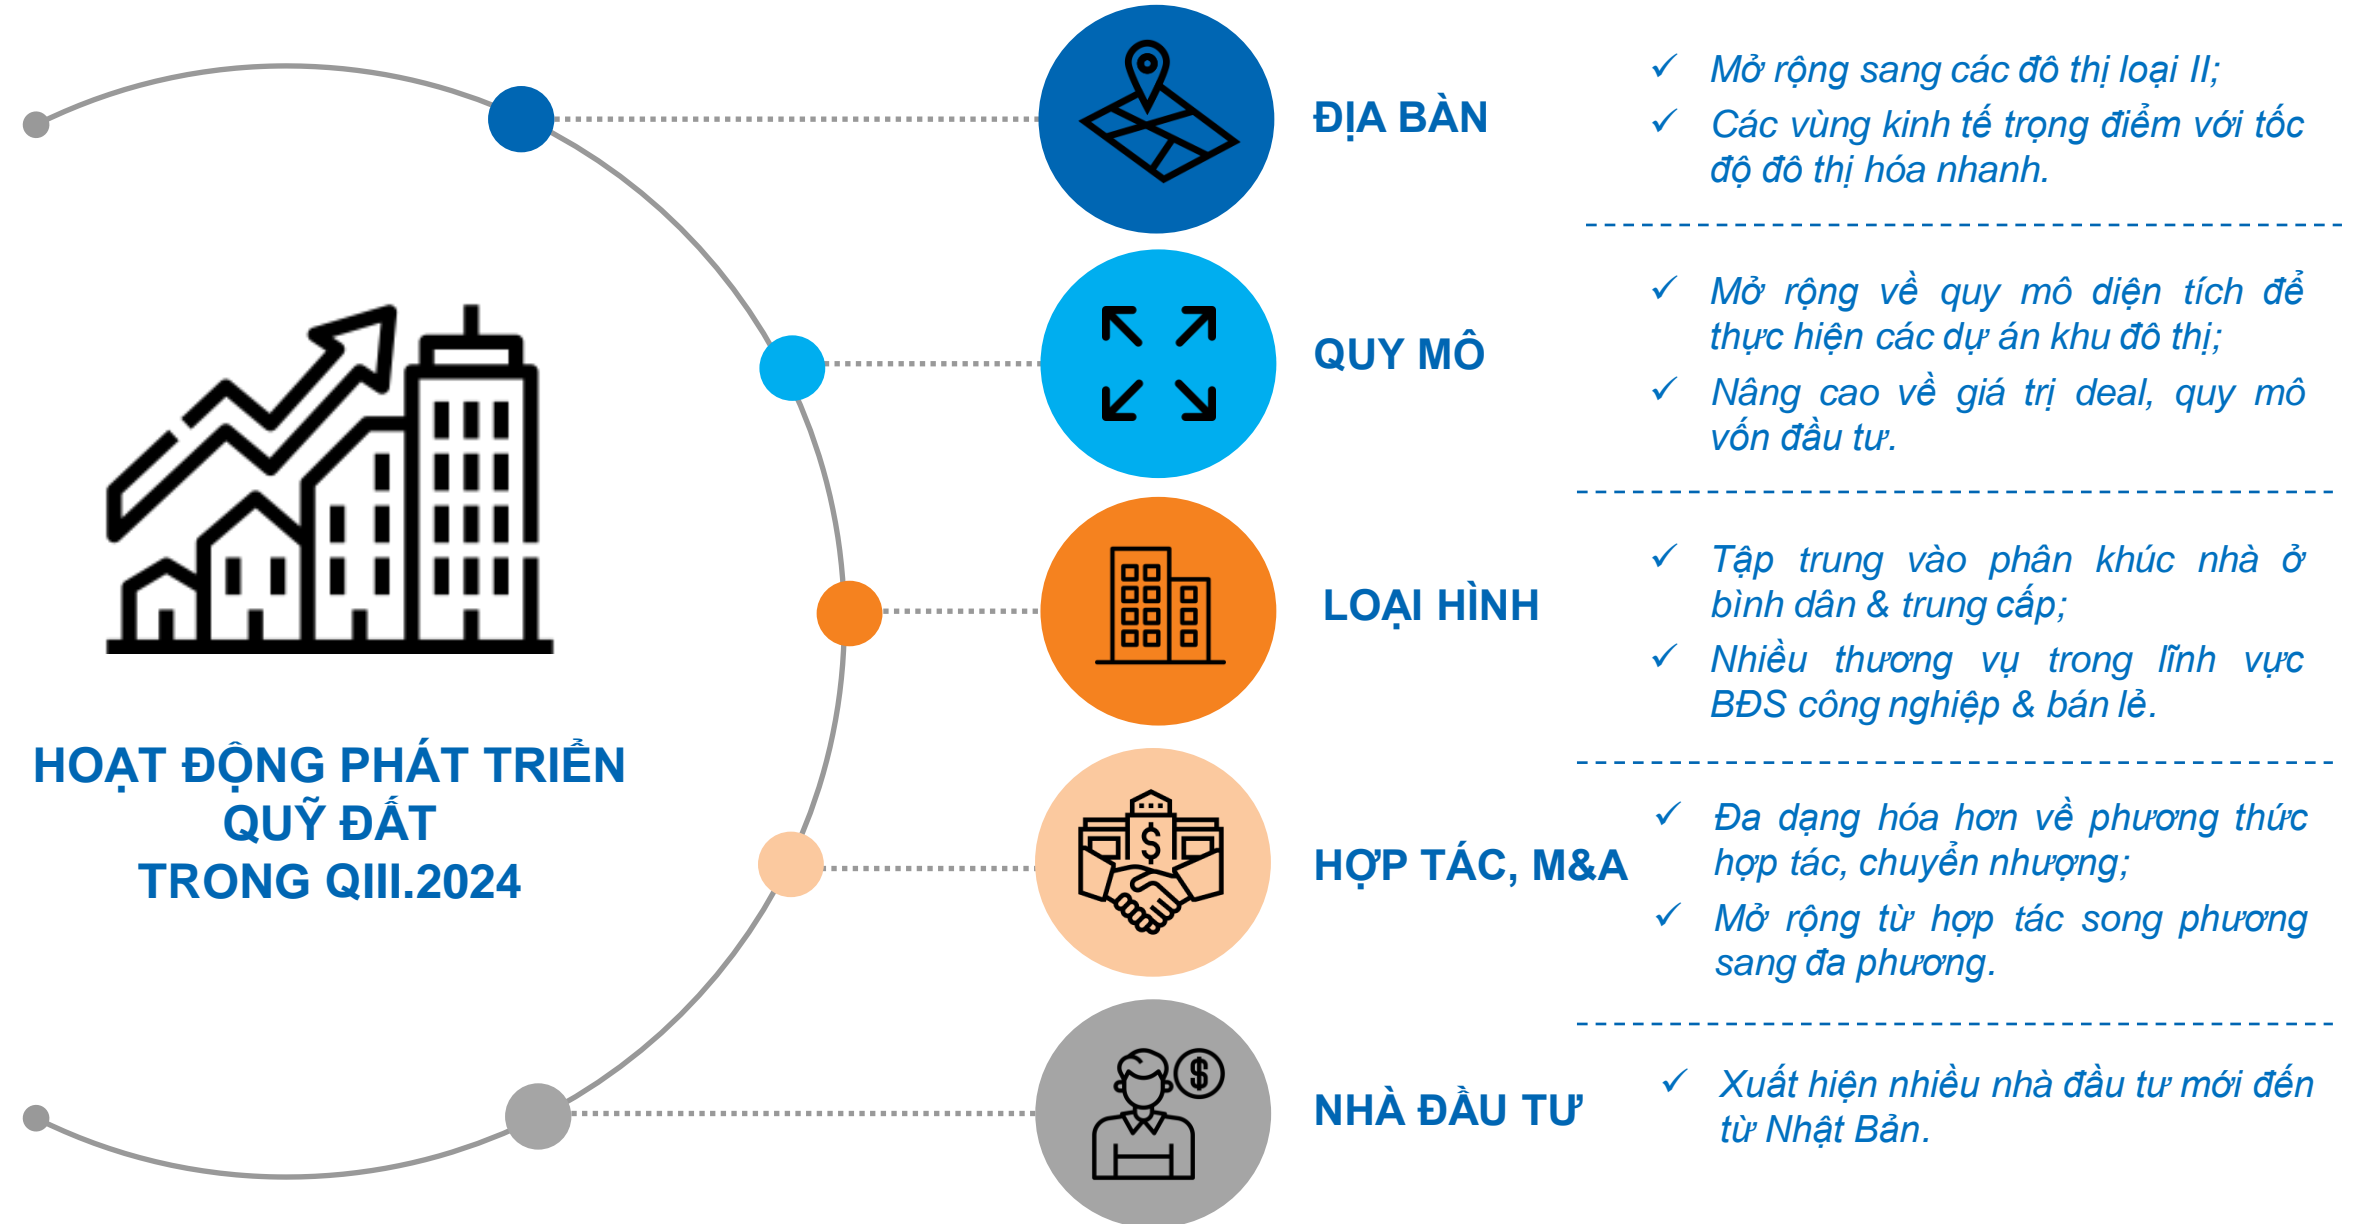 ĐỊA BÀN
✓ Mở rộng sang các đô thị loại II;
✓ Các vùng kinh tế trọng điểm với tốc
độ đô thị hóa nhanh.
QUY MÔ
✓ Mở rộng về quy mô diện tích để
thực hiện các dự án khu đô thị;
✓ Nâng cao về giá trị deal, quy mô
vốn đầu tư.
LOẠI HÌNH
✓ Tập trung vào phân khúc nhà ở
bình dân & trung cấp;
✓ Nhiều thương vụ trong lĩnh vực
BĐS công nghiệp & bán lẻ.
HOẠT ĐỘNG PHÁT TRIỂN
QUỸ ĐẤT
TRONG QIII.2024
$
HỢP TÁC, M&A
✓ Đa dạng hóa hơn về phương thức
hợp tác, chuyển nhượng;
✓ Mở rộng từ hợp tác song phương
sang đa phương.
$
NHÀ ĐẦU TƯ
✓ Xuất hiện nhiều nhà đầu tư mới đến
từ Nhật Bản.